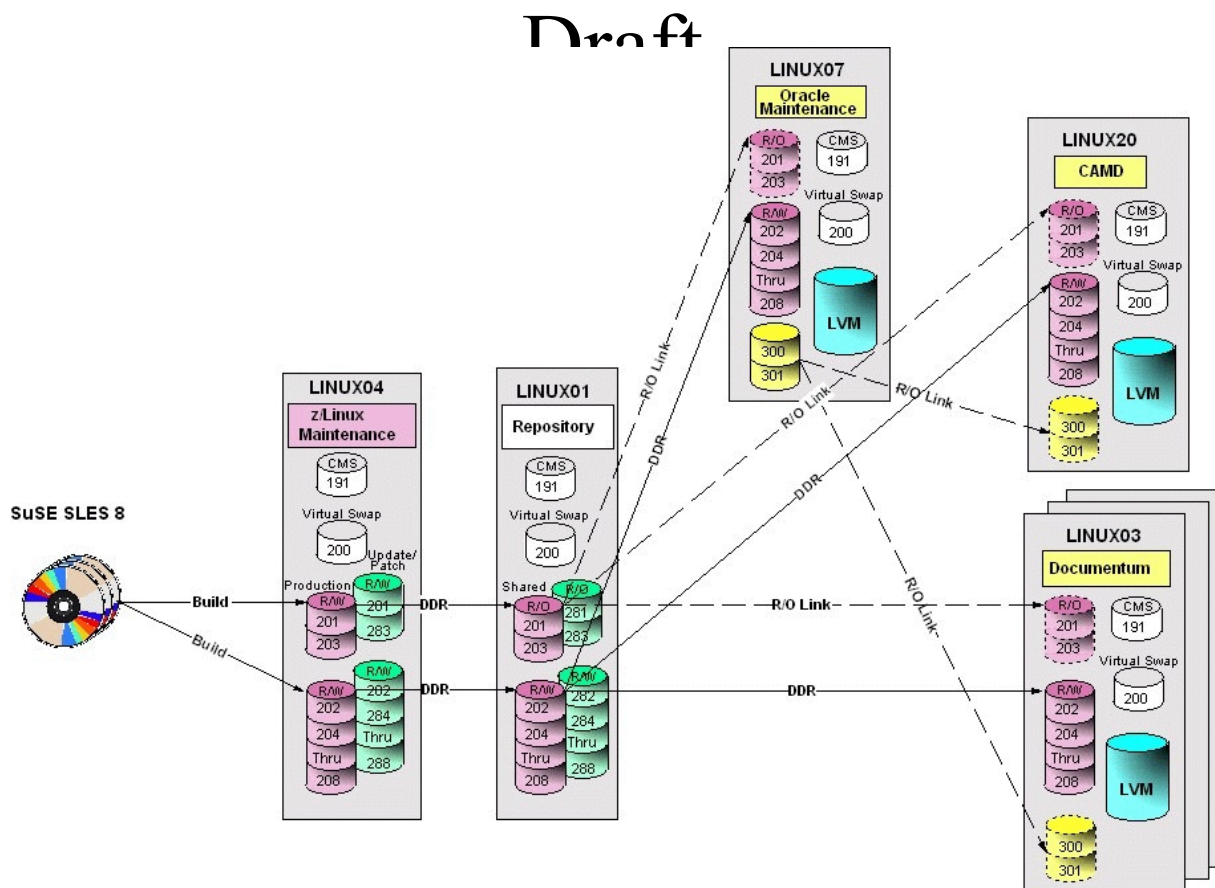 Draft
LINUX07
Oracle
Maintenance
R/O
201
203
CMS
191
Virtual Swap
200
R/W
202
204
Thru
208
LVM
300
301
LINUX20
CAMD
R/O
201
203
CMS
191
Virtual Swap
200
R/W
202
204
Thru
208
LVM
300
301
R/O Link
DDR
R/O Link
DDR
R/O Link
R/O Link
SuSE SLES 8
Build
Build
LINUX04
z/Linux
Maintenance
CMS
191
Virtual Swap
200
Update/
Patch
Production
R/W
201
203
R/W
201
283
R/W
202
204
Thru
208
R/W
202
284
Thru
288
DDR
DDR
LINUX01
Repository
CMS
191
Virtual Swap
200
Shared
R/O
201
203
R/O
281
283
R/W
202
204
Thru
208
R/W
282
284
Thru
288
R/O Link
DDR
LINUX03
Documentum
R/O
201
203
CMS
191
Virtual Swap
200
R/W
202
204
Thru
208
LVM
300
301